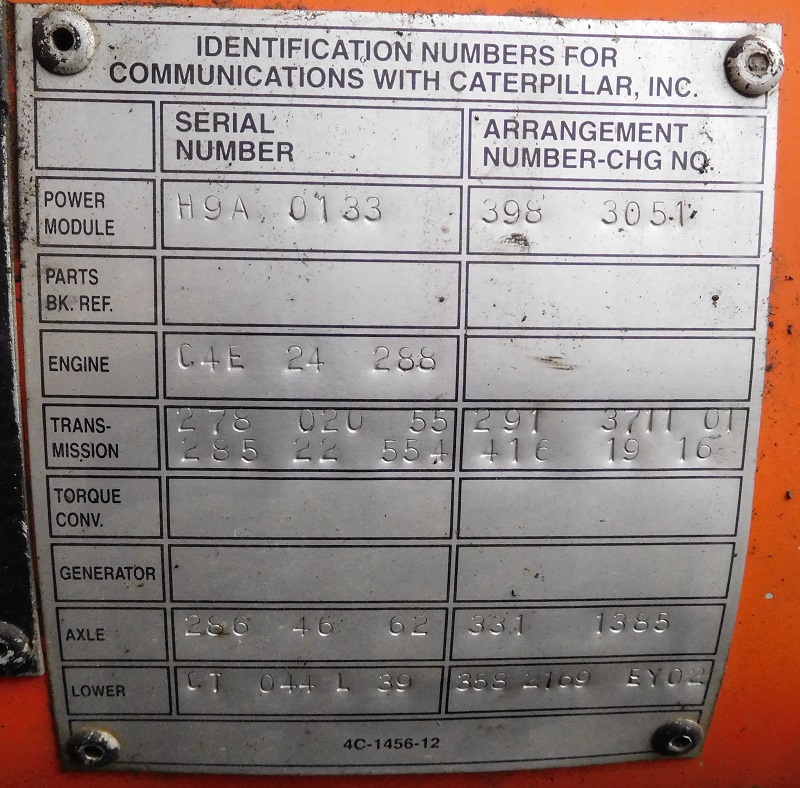 IDENTIFICATION NUMBERS FOR
COMMUNICATIONS WITH CATERPILLAR, INC.
SERIAL
NUMBER
ARRANGEMENT
NUMBER-CHG NO.
POWER
MODULE
H9A 0133
398 3051
PARTS
BK. REF.
ENGINE
C4E 24 288
TRANS-
MISSION
278 020 55
285 22 554
291 3711 01
416 19 16
TORQUE
CONV.
GENERATOR
AXLE
286 46 62
331 1385
LOWER
CT 044 L 39
358 2169 EY02
4C-1456-12